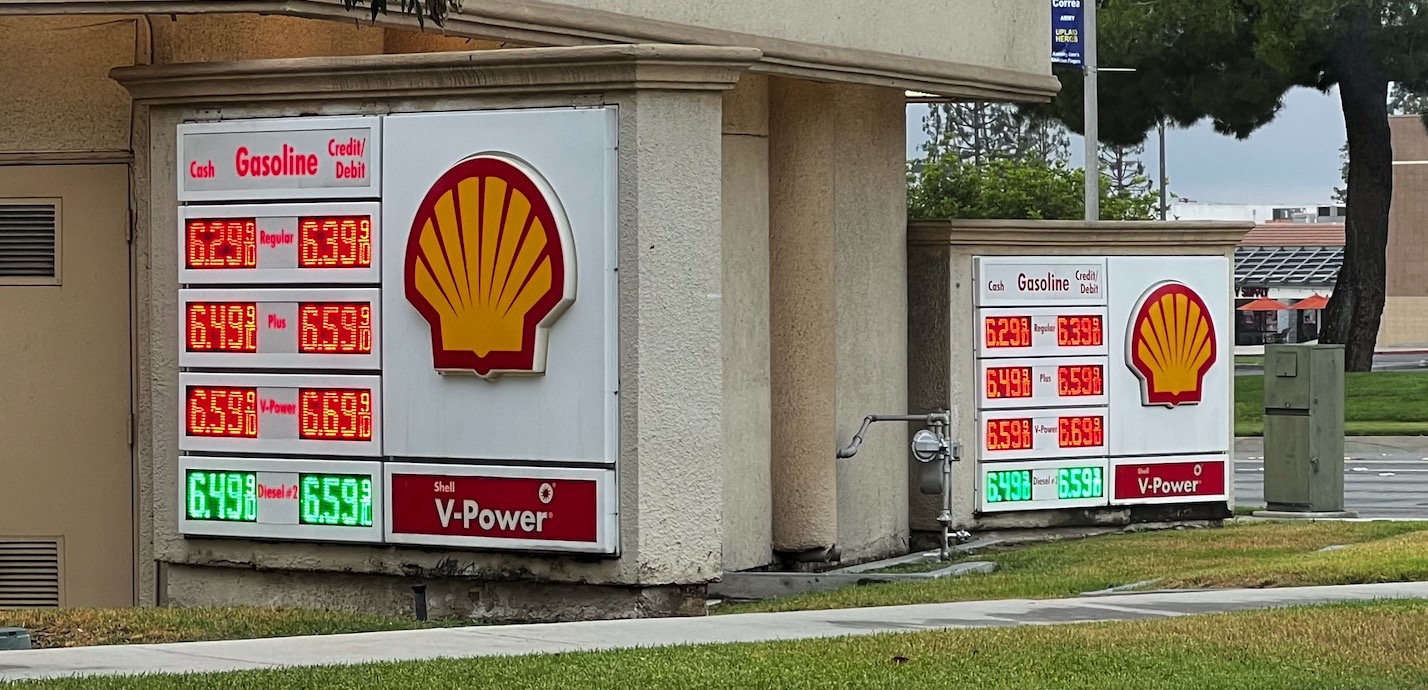 Correa
ARMY
Cash Gasoline Credit/
Debit
6.29 9/10 Regular 6.39 9/10
6.49 9/10 Plus 6.59 9/10
6.59 9/10 V-Power 6.69 9/10
6.49 9/10 Diesel #2 6.59 9/10
Shell
V-Power
Cash Gasoline Credit/
Debit
6.29 9/10 Regular 6.39 9/10
6.49 9/10 Plus 6.59 9/10
6.59 9/10 V-Power 6.69 9/10
6.49 9/10 Diesel #2 6.59 9/10
Shell
V-Power